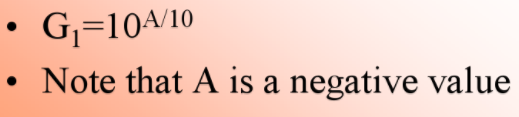 • G₁=10ᴬ/¹⁰
• Note that A is a negative value